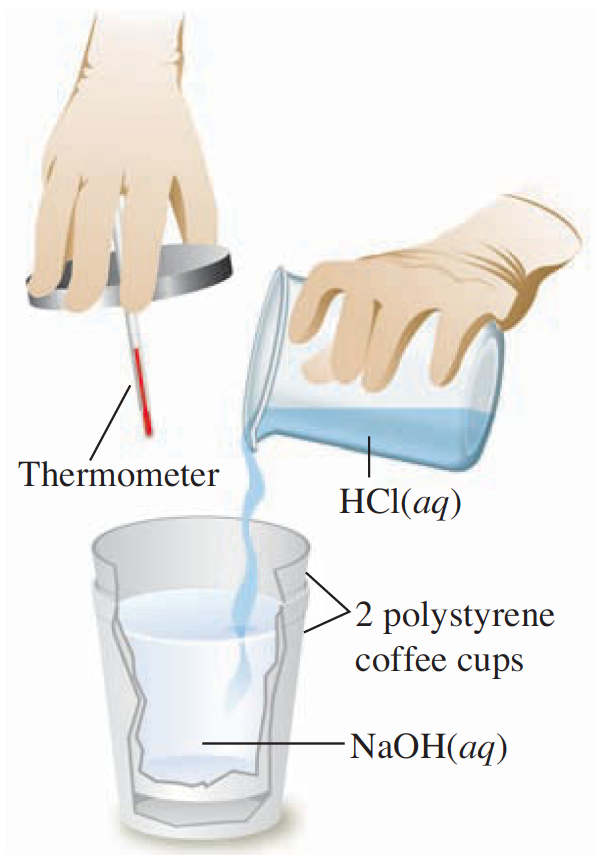 Thermometer
HCl(aq)
2 polystyrene
coffee cups
NaOH(aq)